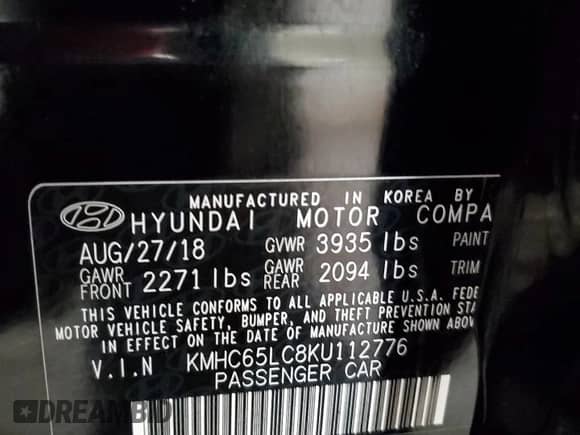 MANUFACTURED IN KOREA BY
HYUNDAI MOTOR COMPA
AUG/27/18 GVWR 3935 lbs PAINT
GAWR FRONT 2271 lbs GAWR REAR 2094 lbs TRIM
THIS VEHICLE CONFORMS TO ALL APPLICABLE U.S.A. FEDE
MOTOR VEHICLE SAFETY, BUMPER, AND THEFT PREVENTION STA
IN EFFECT ON THE DATE OF MANUFACTURE SHOWN ABOV
V.I.N KMHC65LC8KU112776
PASSENGER CAR
DREAMBID